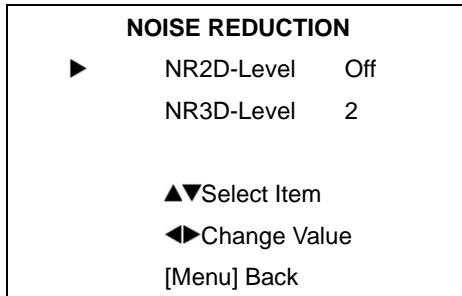 NOISE REDUCTION
▶ NR2D-Level Off
NR3D-Level 2
▲▼Select Item
◀▶Change Value
[Menu] Back